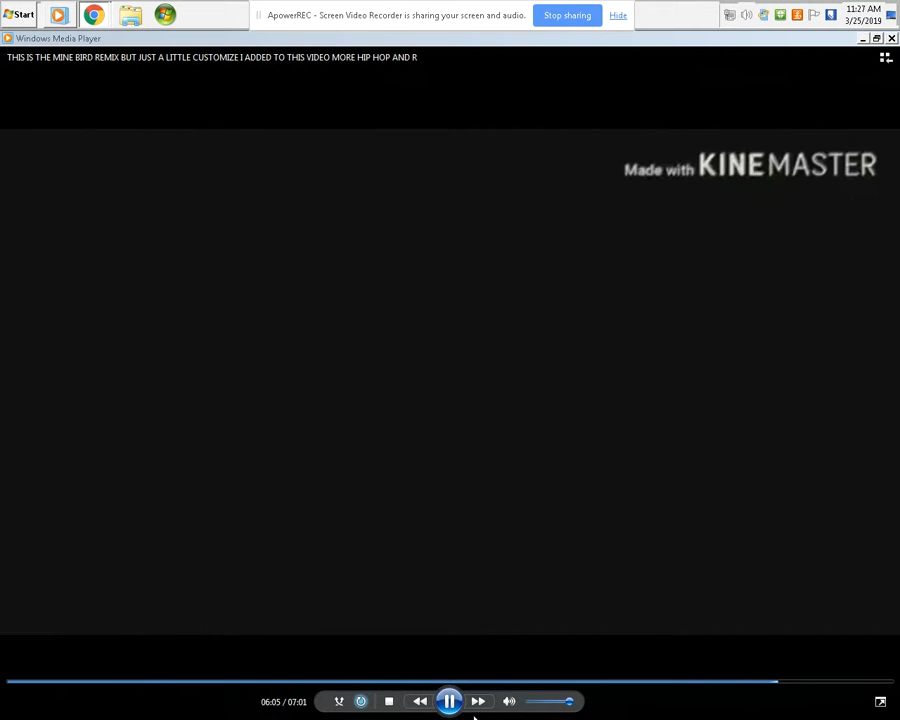 Start
ApowerREC - Screen Video Recorder is sharing your screen and audio.
Stop sharing
Hide
11:27 AM
3/25/2019
Windows Media Player
THIS IS THE MINE BIRD REMIX BUT JUST A LITTLE CUSTOMIZE I ADDED TO THIS VIDEO MORE HIP HOP AND R
Made with KINEMASTER
06:05 / 07:01